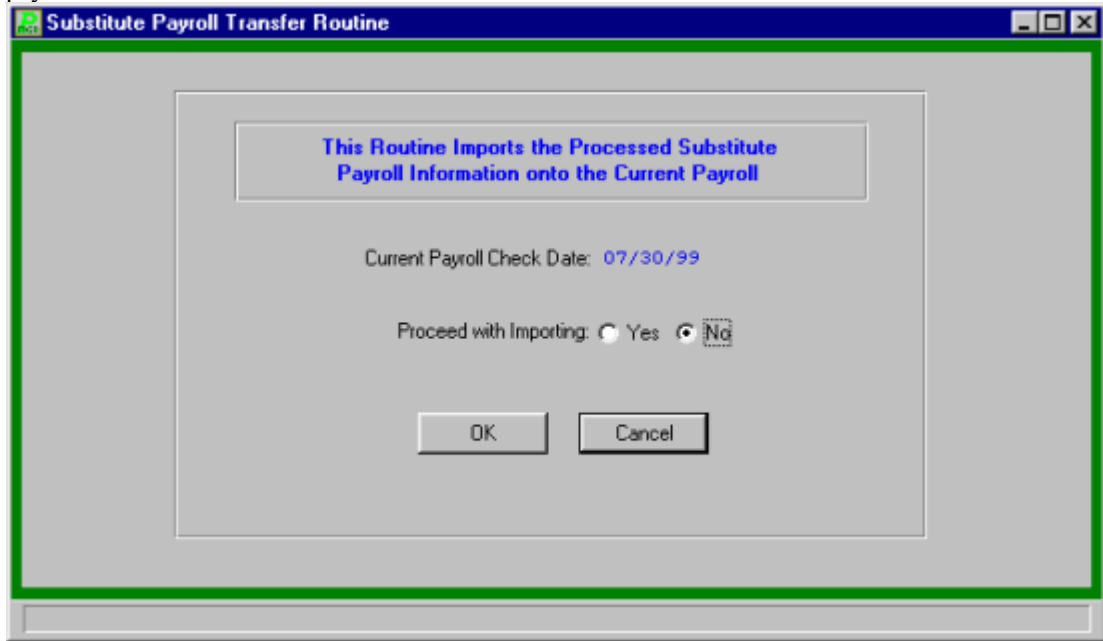 Substitute Payroll Transfer Routine
This Routine Imports the Processed Substitute
Payroll Information onto the Current Payroll
Current Payroll Check Date: 07/30/99
Proceed with Importing: Yes No
OK Cancel